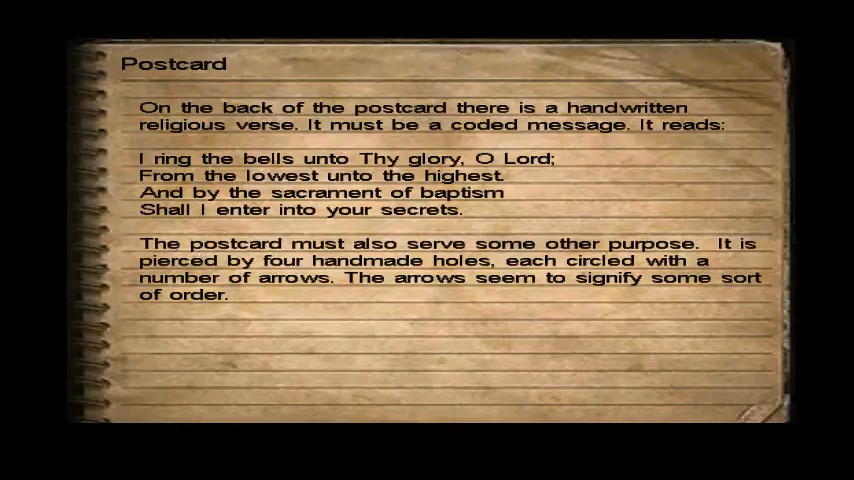 Postcard
On the back of the postcard there is a handwritten
religious verse. It must be a coded message. It reads:
I ring the bells unto Thy glory, O Lord;
From the lowest unto the highest.
And by the sacrament of baptism
Shall I enter into your secrets.
The postcard must also serve some other purpose.  It is
pierced by four handmade holes, each circled with a
number of arrows. The arrows seem to signify some sort
of order.